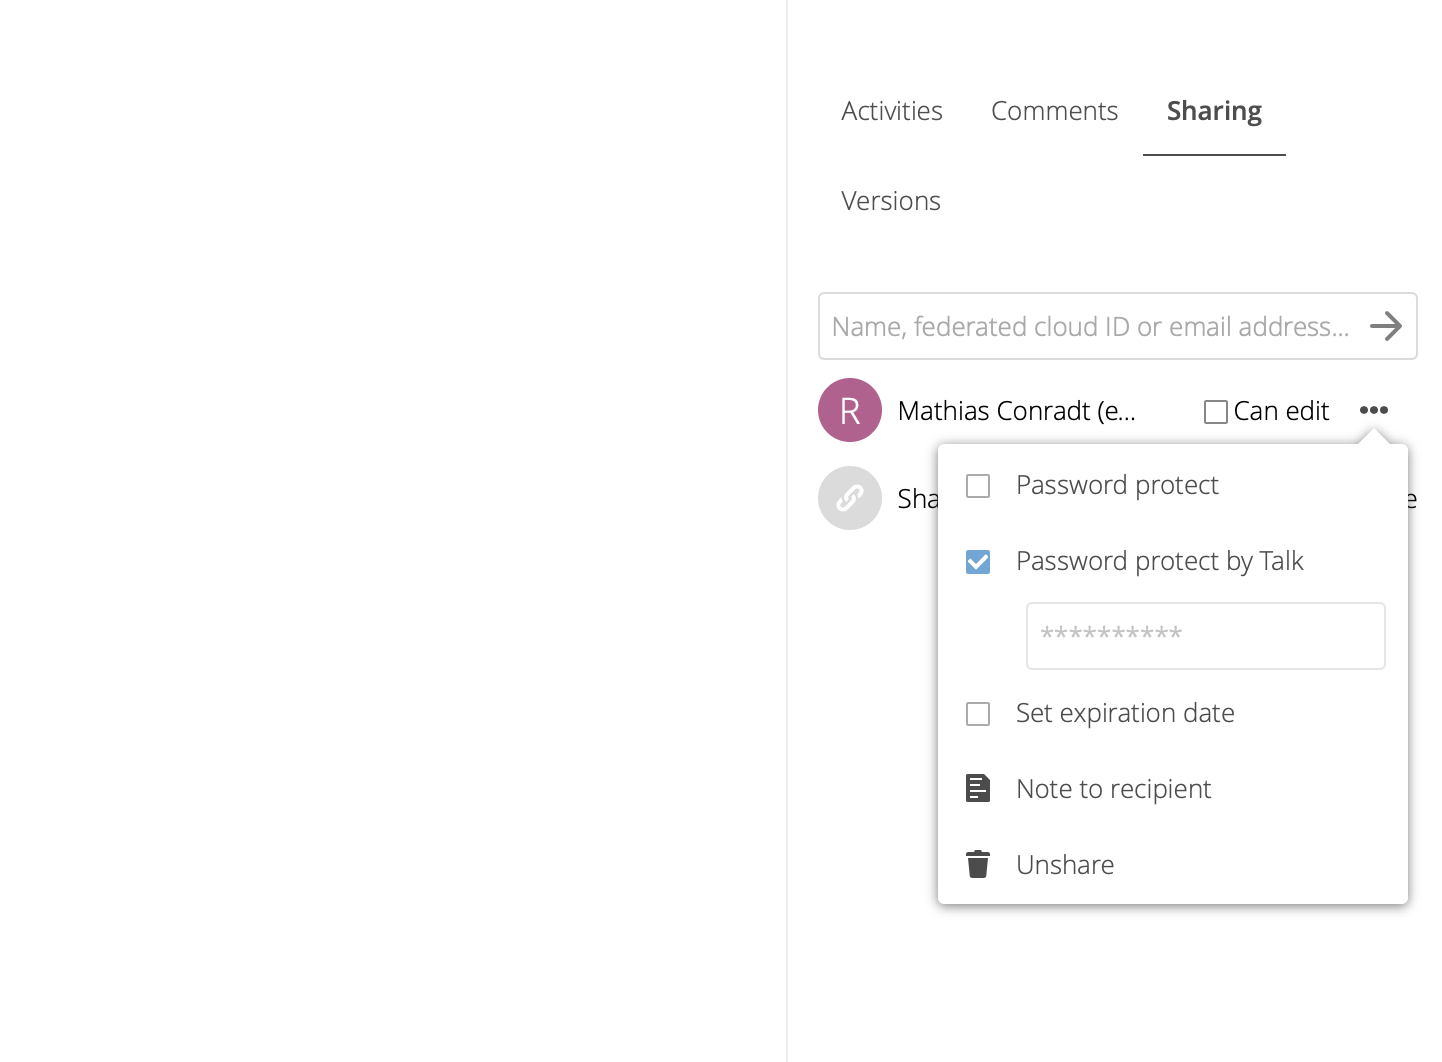 Activities Comments Sharing
Versions
Name, federated cloud ID or email address...
R Mathias Conradt (e... Can edit
Sha
Password protect
Password protect by Talk
**********
Set expiration date
Note to recipient
Unshare